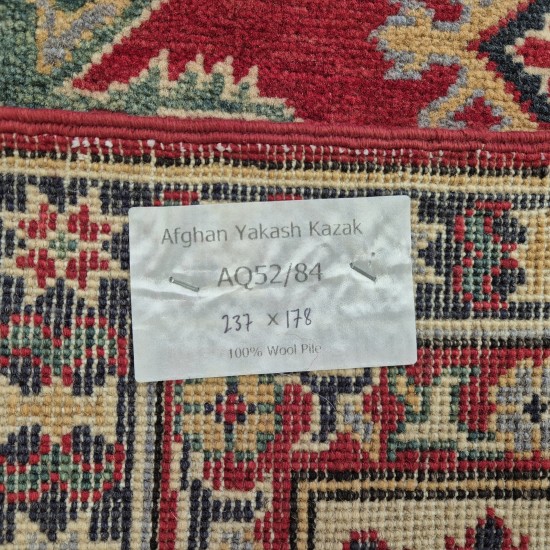 Afghan Yakash Kazak
AQ52/84
237 x 178
100% Wool Pile